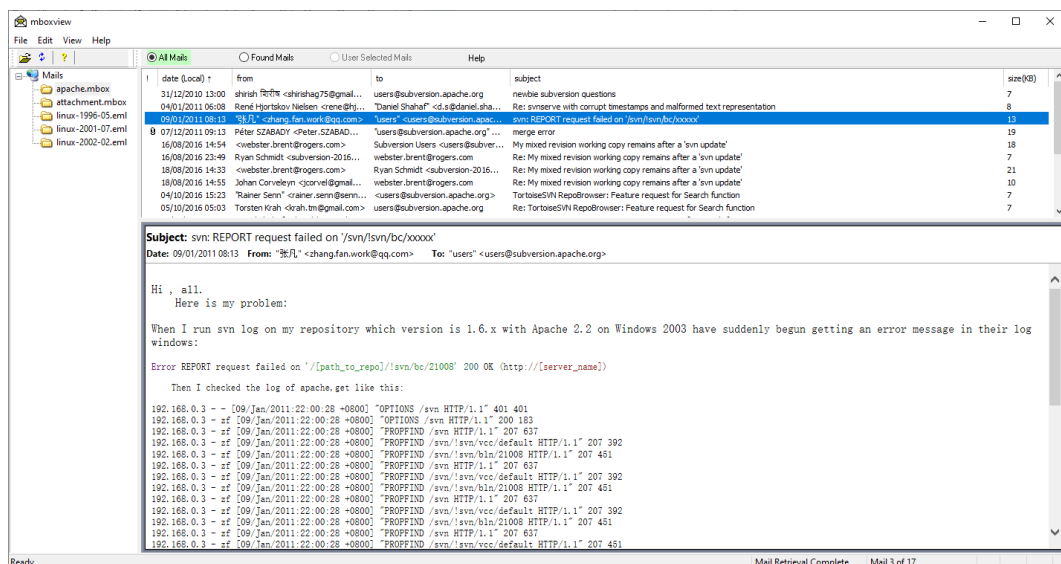 mboxview
File Edit View Help
All Mails Found Mails User Selected Mails Help
Mails
apache.mbox
attachment.mbox
linux-1996-05.eml
linux-2001-07.eml
linux-2002-02.eml
! date (Local) ↑ from to subject size(KB)
31/12/2010 13:00 shirish शिरीष <shirishag75@gmail... users@subversion.apache.org newbie subversion questions 7
04/01/2011 06:08 René Hjortskov Nielsen <rene@hj... "Daniel Shahaf" <d.s@daniel.sha... Re: svnserve with corrupt timestamps and malformed text representation 8
09/01/2011 08:13 "张凡" <zhang.fan.work@qq.com> "users" <users@subversion.apac... svn: REPORT request failed on '/svn/!svn/bc/xxxxx' 13
07/12/2011 09:13 Péter SZABADY <Peter.SZABAD... "users@subversion.apache.org" ... merge error 19
16/08/2016 14:54 <webster.brent@rogers.com> Subversion Users <users@subver... My mixed revision working copy remains after a 'svn update' 18
16/08/2016 23:49 Ryan Schmidt <subversion-2016... webster.brent@rogers.com Re: My mixed revision working copy remains after a 'svn update' 7
18/08/2016 14:33 <webster.brent@rogers.com> Ryan Schmidt <subversion-2016... Re: My mixed revision working copy remains after a 'svn update' 21
18/08/2016 14:55 Johan Corveleyn <jcorvel@gmail... webster.brent@rogers.com Re: My mixed revision working copy remains after a 'svn update' 10
04/10/2016 15:23 "Rainer Senn" <rainer.senn@senn... <users@subversion.apache.org> TortoiseSVN RepoBrowser: Feature request for Search function 7
05/10/2016 05:03 Torsten Krah <krah.tm@gmail.com> users@subversion.apache.org Re: TortoiseSVN RepoBrowser: Feature request for Search function 7
Subject: svn: REPORT request failed on '/svn/!svn/bc/xxxxx'
Date: 09/01/2011 08:13 From: "张凡" <zhang.fan.work@qq.com> To: "users" <users@subversion.apache.org>
Hi , all.
Here is my problem:
When I run svn log on my repository which version is 1.6.x with Apache 2.2 on Windows 2003 have suddenly begun getting an error message in their log
windows:
Error REPORT request failed on '/[path_to_repo]/!svn/bc/21008' 200 OK (http://[server_name])
Then I checked the log of apache,get like this:
192.168.0.3 - - [09/Jan/2011:22:00:28 +0800] "OPTIONS /svn HTTP/1.1" 401 401
192.168.0.3 - zf [09/Jan/2011:22:00:28 +0800] "OPTIONS /svn HTTP/1.1" 200 183
192.168.0.3 - zf [09/Jan/2011:22:00:28 +0800] "PROPFIND /svn HTTP/1.1" 207 637
192.168.0.3 - zf [09/Jan/2011:22:00:28 +0800] "PROPFIND /svn/!svn/vcc/default HTTP/1.1" 207 392
192.168.0.3 - zf [09/Jan/2011:22:00:28 +0800] "PROPFIND /svn/!svn/bln/21008 HTTP/1.1" 207 451
192.168.0.3 - zf [09/Jan/2011:22:00:28 +0800] "PROPFIND /svn HTTP/1.1" 207 637
192.168.0.3 - zf [09/Jan/2011:22:00:28 +0800] "PROPFIND /svn/!svn/vcc/default HTTP/1.1" 207 392
192.168.0.3 - zf [09/Jan/2011:22:00:28 +0800] "PROPFIND /svn/!svn/bln/21008 HTTP/1.1" 207 451
192.168.0.3 - zf [09/Jan/2011:22:00:28 +0800] "PROPFIND /svn HTTP/1.1" 207 637
192.168.0.3 - zf [09/Jan/2011:22:00:28 +0800] "PROPFIND /svn/!svn/vcc/default HTTP/1.1" 207 392
192.168.0.3 - zf [09/Jan/2011:22:00:28 +0800] "PROPFIND /svn/!svn/bln/21008 HTTP/1.1" 207 451
192.168.0.3 - zf [09/Jan/2011:22:00:28 +0800] "PROPFIND /svn HTTP/1.1" 207 637
192.168.0.3 - zf [09/Jan/2011:22:00:28 +0800] "PROPFIND /svn/!svn/vcc/default HTTP/1.1" 207 451
Ready Mail Retrieval Complete Mail 3 of 17